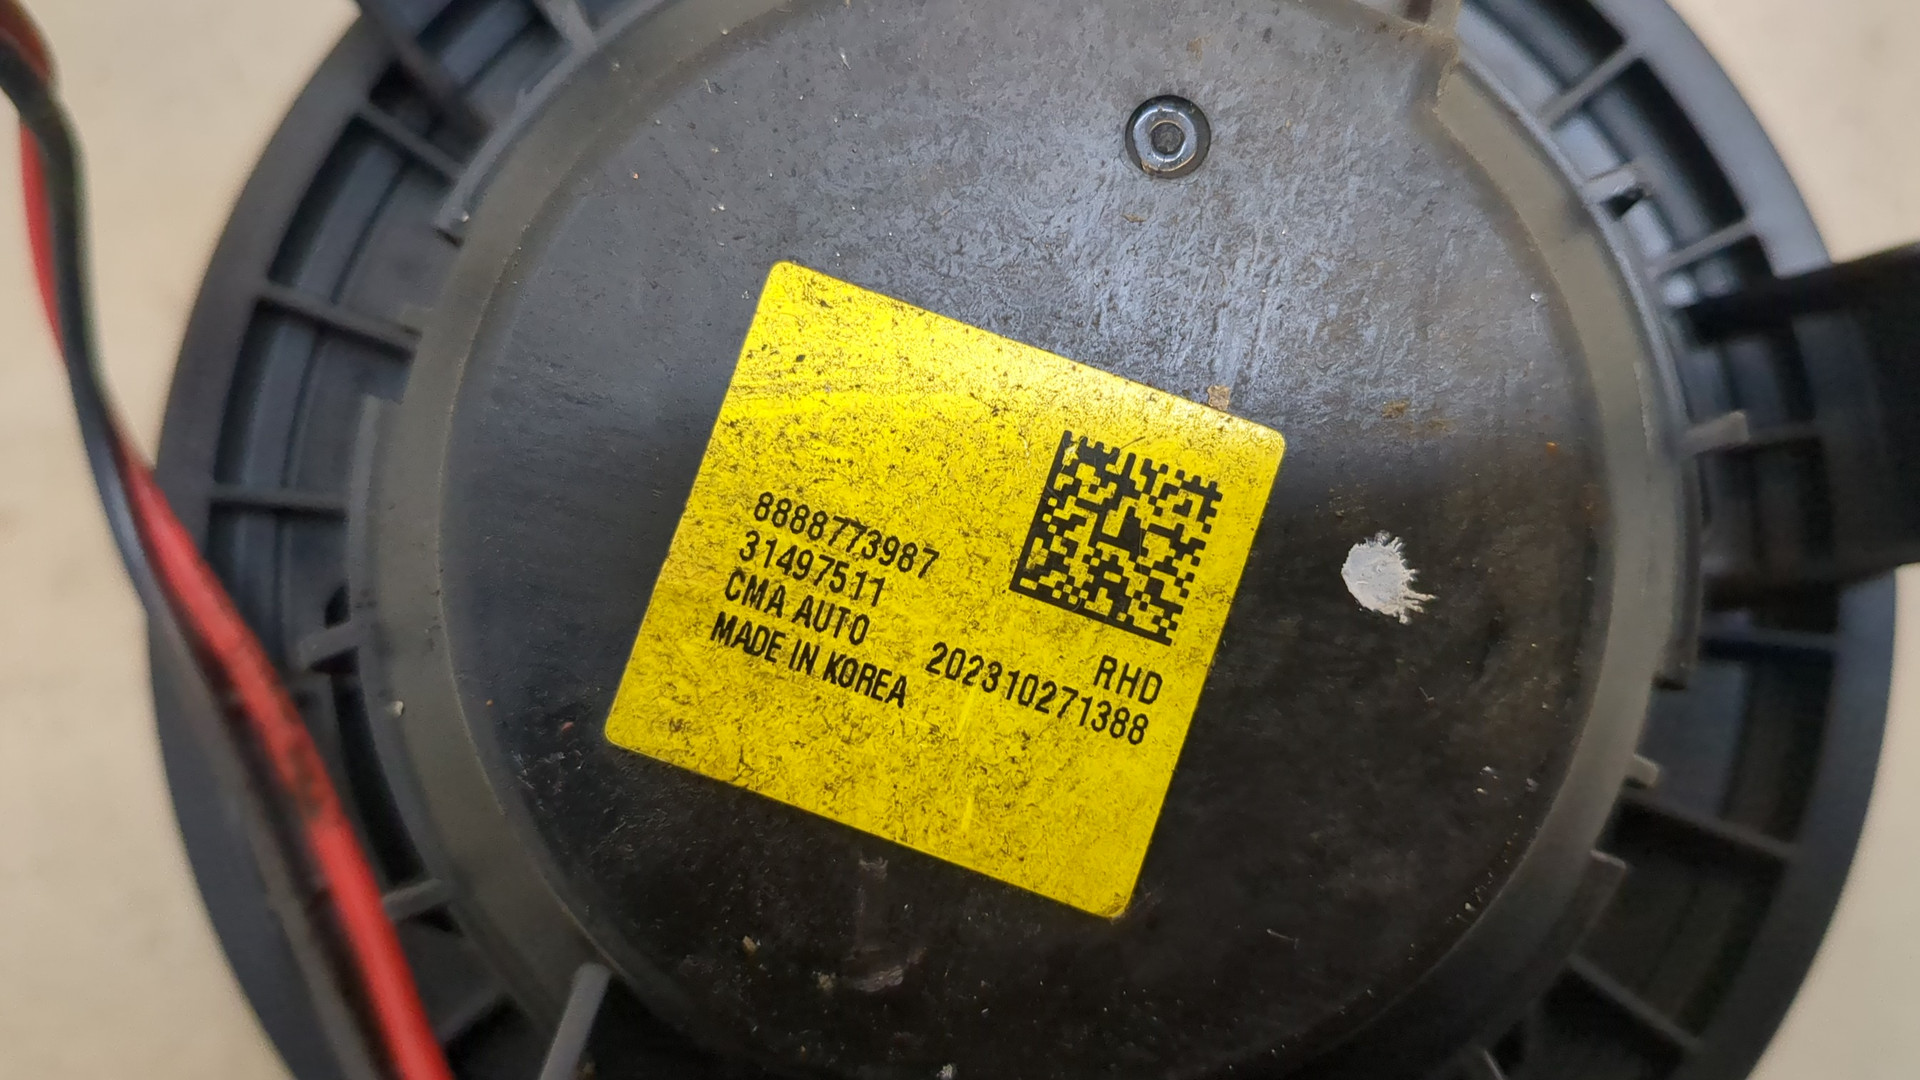 8888773987
31497511
CMA AUTO
MADE IN KOREA
RHD
202310271388